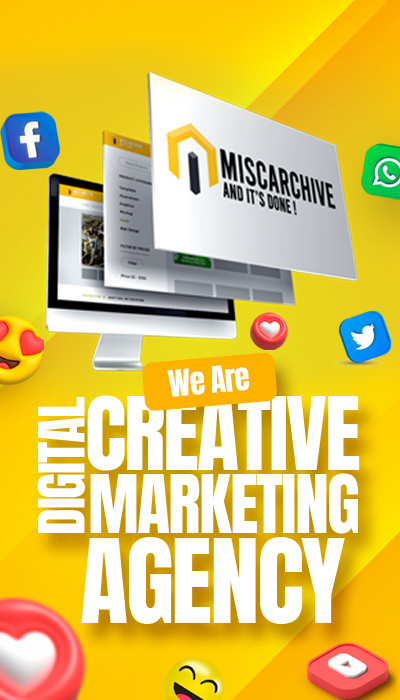 MISCARCHIVE
AND IT'S DONE!
We Are
DIGITAL
CREATIVE
MARKETING
AGENCY